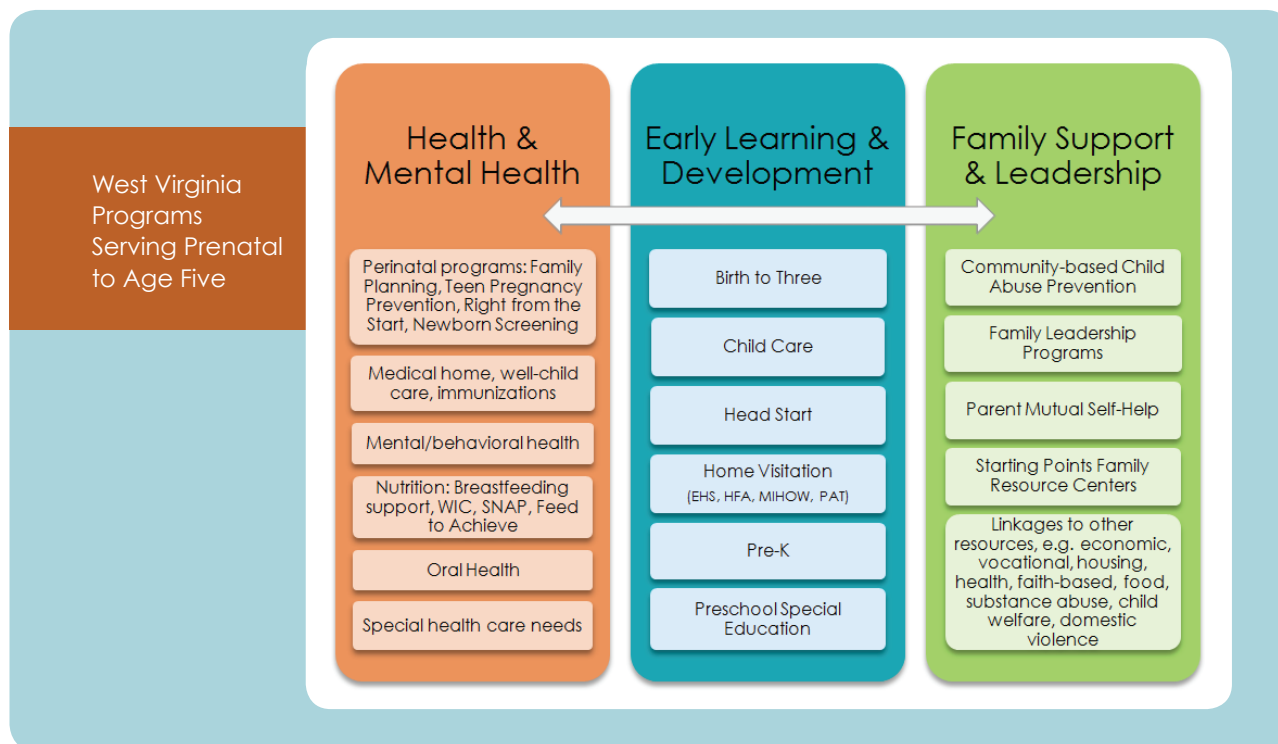 West Virginia
Programs
Serving Prenatal
to Age Five
Health &
Mental Health
Perinatal programs: Family
Planning, Teen Pregnancy
Prevention, Right from the
Start, Newborn Screening
Medical home, well-child
care, immunizations
Mental/behavioral health
Nutrition: Breastfeeding
support, WIC, SNAP, Feed
to Achieve
Oral Health
Special health care needs
Early Learning &
Development
Birth to Three
Child Care
Head Start
Home Visitation
(EHS, HFA, MIHOW, PAT)
Pre-K
Preschool Special
Education
Family Support
& Leadership
Community-based Child
Abuse Prevention
Family Leadership
Programs
Parent Mutual Self-Help
Starting Points Family
Resource Centers
Linkages to other
resources, e.g. economic,
vocational, housing,
health, faith-based, food,
substance abuse, child
welfare, domestic
violence